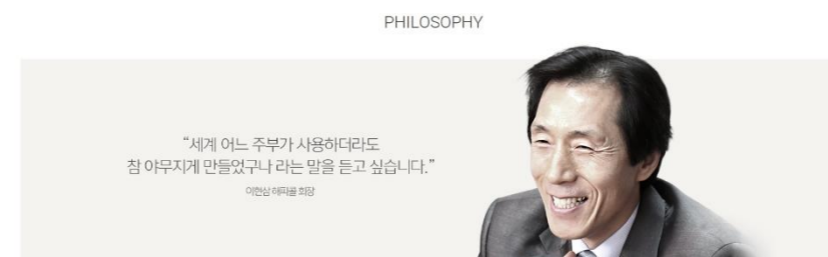 PHILOSOPHY
“세계 어느 주부가 사용하더라도
참 야무지게 만들었구나 라는 말을 듣고 싶습니다.”
이현삼 해피콜 회장